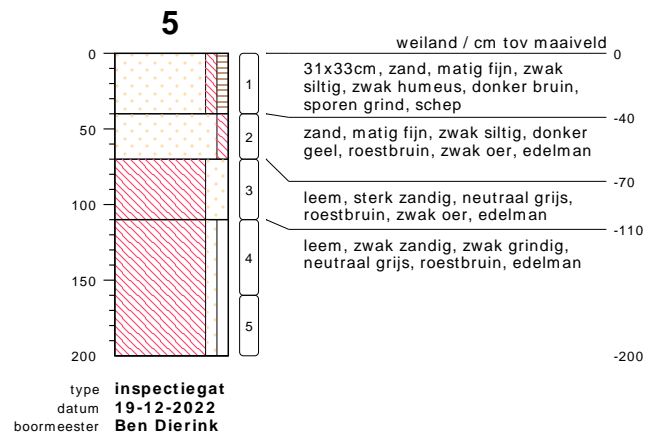 5
weiland / cm tov maaiveld
0
0
31x33cm, zand, matig fijn, zwak
siltig, zwak humeus, donker bruin,
sporen grind, schep
1
-40
50
2
zand, matig fijn, zwak siltig, donker
geel, roestbruin, zwak oer, edelman
-70
3
leem, sterk zandig, neutraal grijs,
roestbruin, zwak oer, edelman
100
-110
leem, zwak zandig, zwak grindig,
neutraal grijs, roestbruin, edelman
4
150
5
200
-200
type inspectiegat
datum 19-12-2022
boormeester Ben Dierink